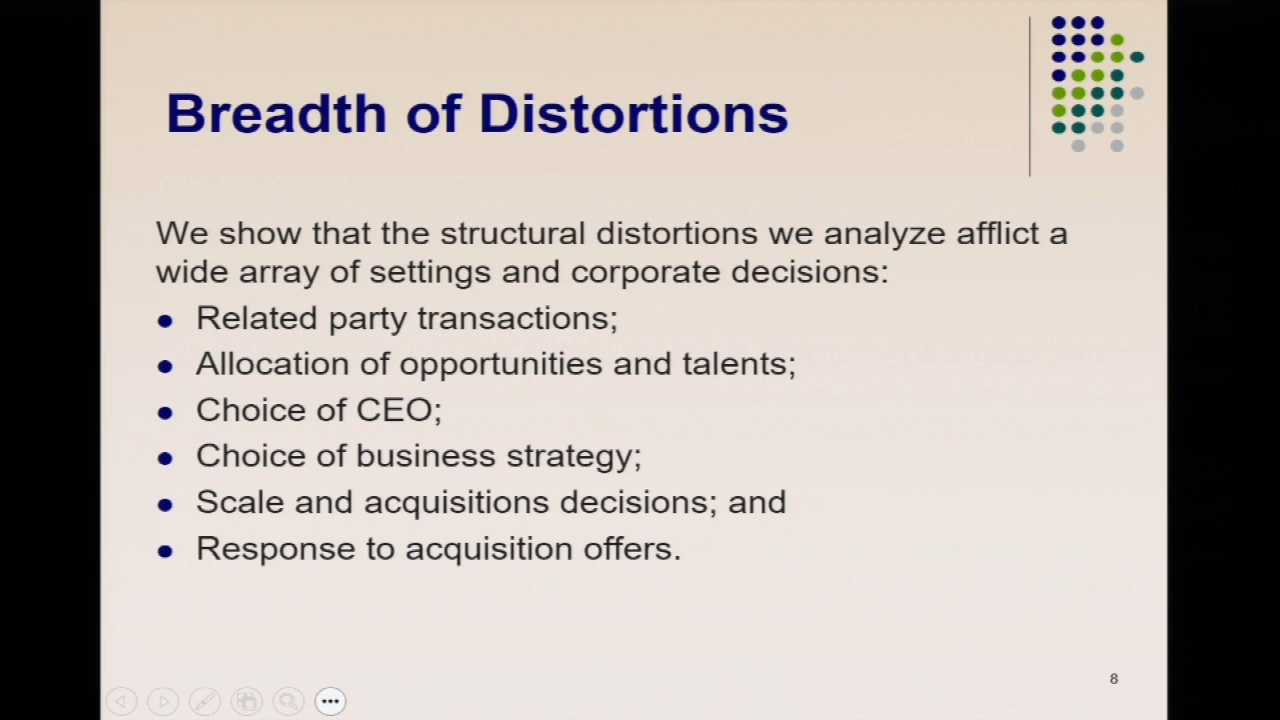 Breadth of Distortions
We show that the structural distortions we analyze afflict a
wide array of settings and corporate decisions:
• Related party transactions;
• Allocation of opportunities and talents;
• Choice of CEO;
• Choice of business strategy;
• Scale and acquisitions decisions; and
• Response to acquisition offers.
8